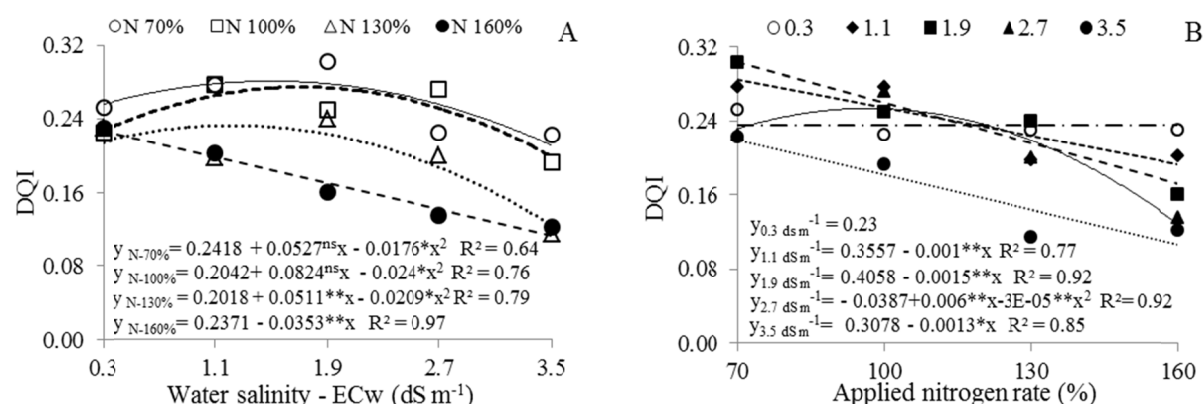 ○ N 70% □ N 100% △ N 130% ● N 160% A
0.32
0.24
0.16
0.08
0.00
DQI
y N-70% = 0.2418 + 0.0527ⁿˢx - 0.0176*x² R² = 0.64
y N-100% = 0.2042+ 0.0824ⁿˢx - 0.024*x² R² = 0.76
y N-130% = 0.2018 + 0.0511**x - 0.0209*x² R² = 0.79
y N-160% = 0.2371 - 0.0353**x R² = 0.97
0.3 1.1 1.9 2.7 3.5
Water salinity - ECw (dS m⁻¹)
○ 0.3 ◆ 1.1 ■ 1.9 ▲ 2.7 ● 3.5 B
0.32
0.24
0.16
0.08
0.00
DQI
y0.3 ds m⁻¹ = 0.23
y1.1 dS m⁻¹ = 0.3557 - 0.001**x R² = 0.77
y1.9 dS m⁻¹ = 0.4058 - 0.0015**x R² = 0.92
y2.7 dS m⁻¹ = - 0.0387+0.006**x-3E-05**x² R² = 0.92
y3.5 dS m⁻¹ = 0.3078 - 0.0013*x R² = 0.85
70 100 130 160
Applied nitrogen rate (%)